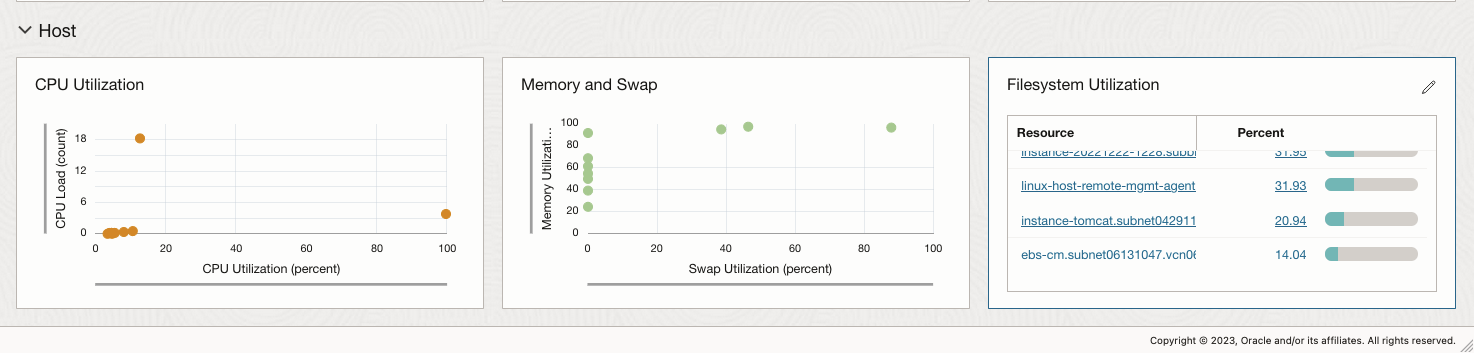 Host
CPU Utilization
CPU Load (count)
18
12
6
0
0 20 40 60 80 100
CPU Utilization (percent)
Memory and Swap
Memory Utilizati...
100
80
60
40
20
0
0 20 40 60 80 100
Swap Utilization (percent)
Filesystem Utilization
Resource Percent
instance-20221222-1228.subbl 31.95
linux-host-remote-mgmt-agent 31.93
instance-tomcat.subnet042911 20.94
ebs-cm.subnet06131047.vcn06 14.04
Copyright © 2023, Oracle and/or its affiliates. All rights reserved.